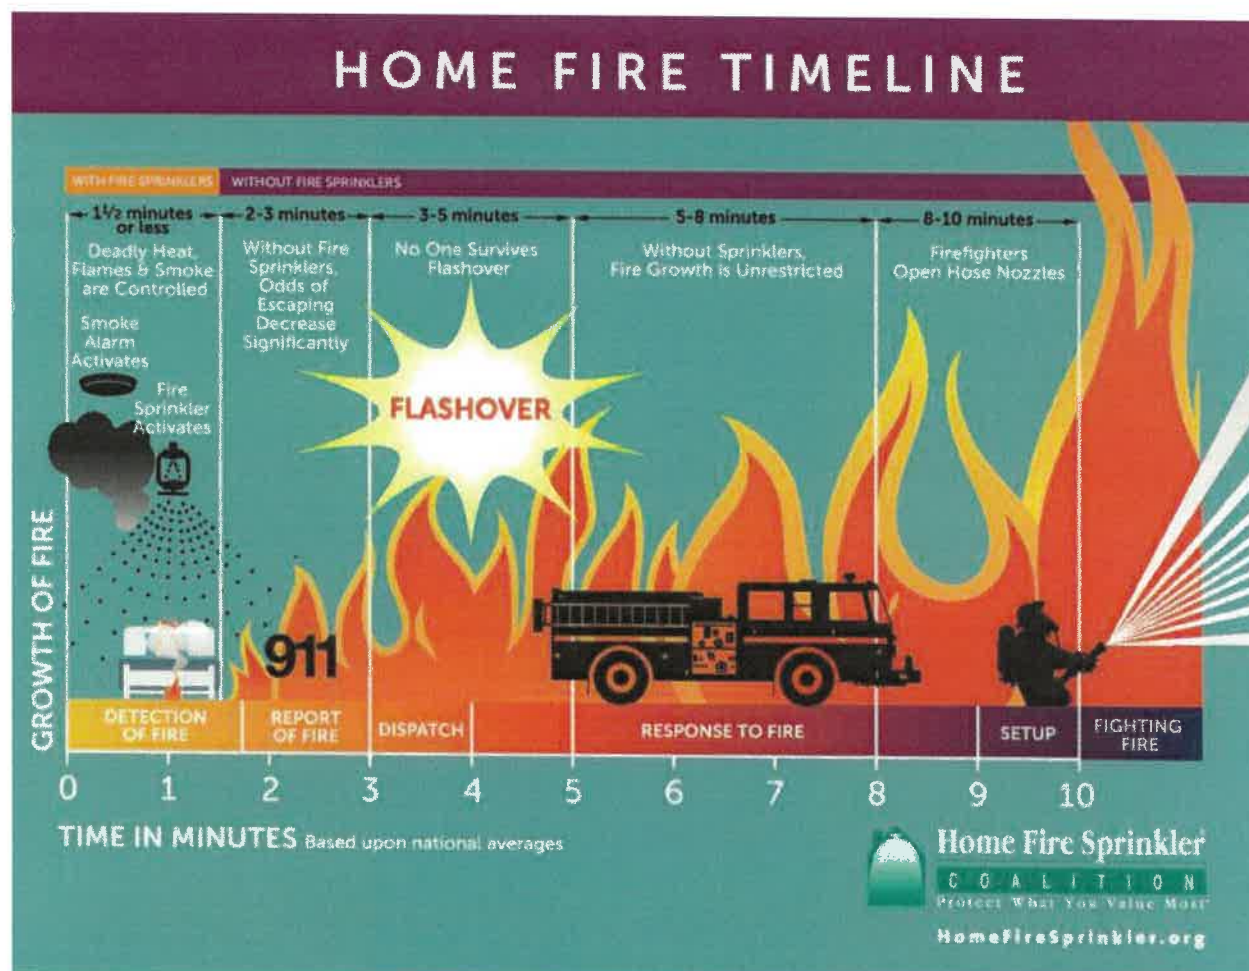 HOME FIRE TIMELINE
WITH FIRE SPRINKLERS
WITHOUT FIRE SPRINKLERS
1½ minutes
or less
Deadly Heat,
Flames & Smoke
are Controlled
Smoke
Alarm
Activates
Fire
Sprinkler
Activates
2-3 minutes
Without Fire
Sprinklers,
Odds of
Escaping
Decrease
Significantly
3-5 minutes
No One Survives
Flashover
FLASHOVER
5-8 minutes
Without Sprinklers,
Fire Growth is Unrestricted
8-10 minutes
Firefighters
Open Hose Nozzles
911
GROWTH OF FIRE
DETECTION
OF FIRE
REPORT
OF FIRE
DISPATCH
RESPONSE TO FIRE
SETUP
FIGHTING
FIRE
0 1 2 3 4 5 6 7 8 9 10
TIME IN MINUTES Based upon national averages
Home Fire Sprinkler
COALITION
Protect What You Value Most
HomeFireSprinkler.org